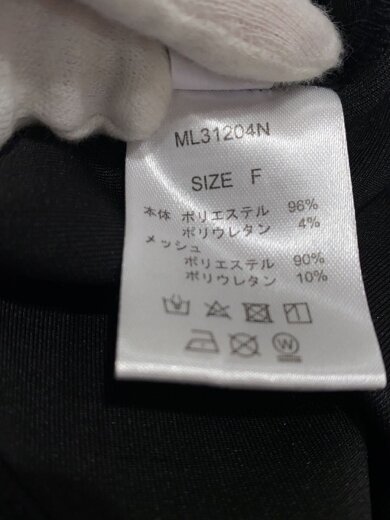 ML31204N
SIZE F
本体 ポリエステル 96%
ポリウレタン 4%
メッシュ
ポリエステル 90%
ポリウレタン 10%
W